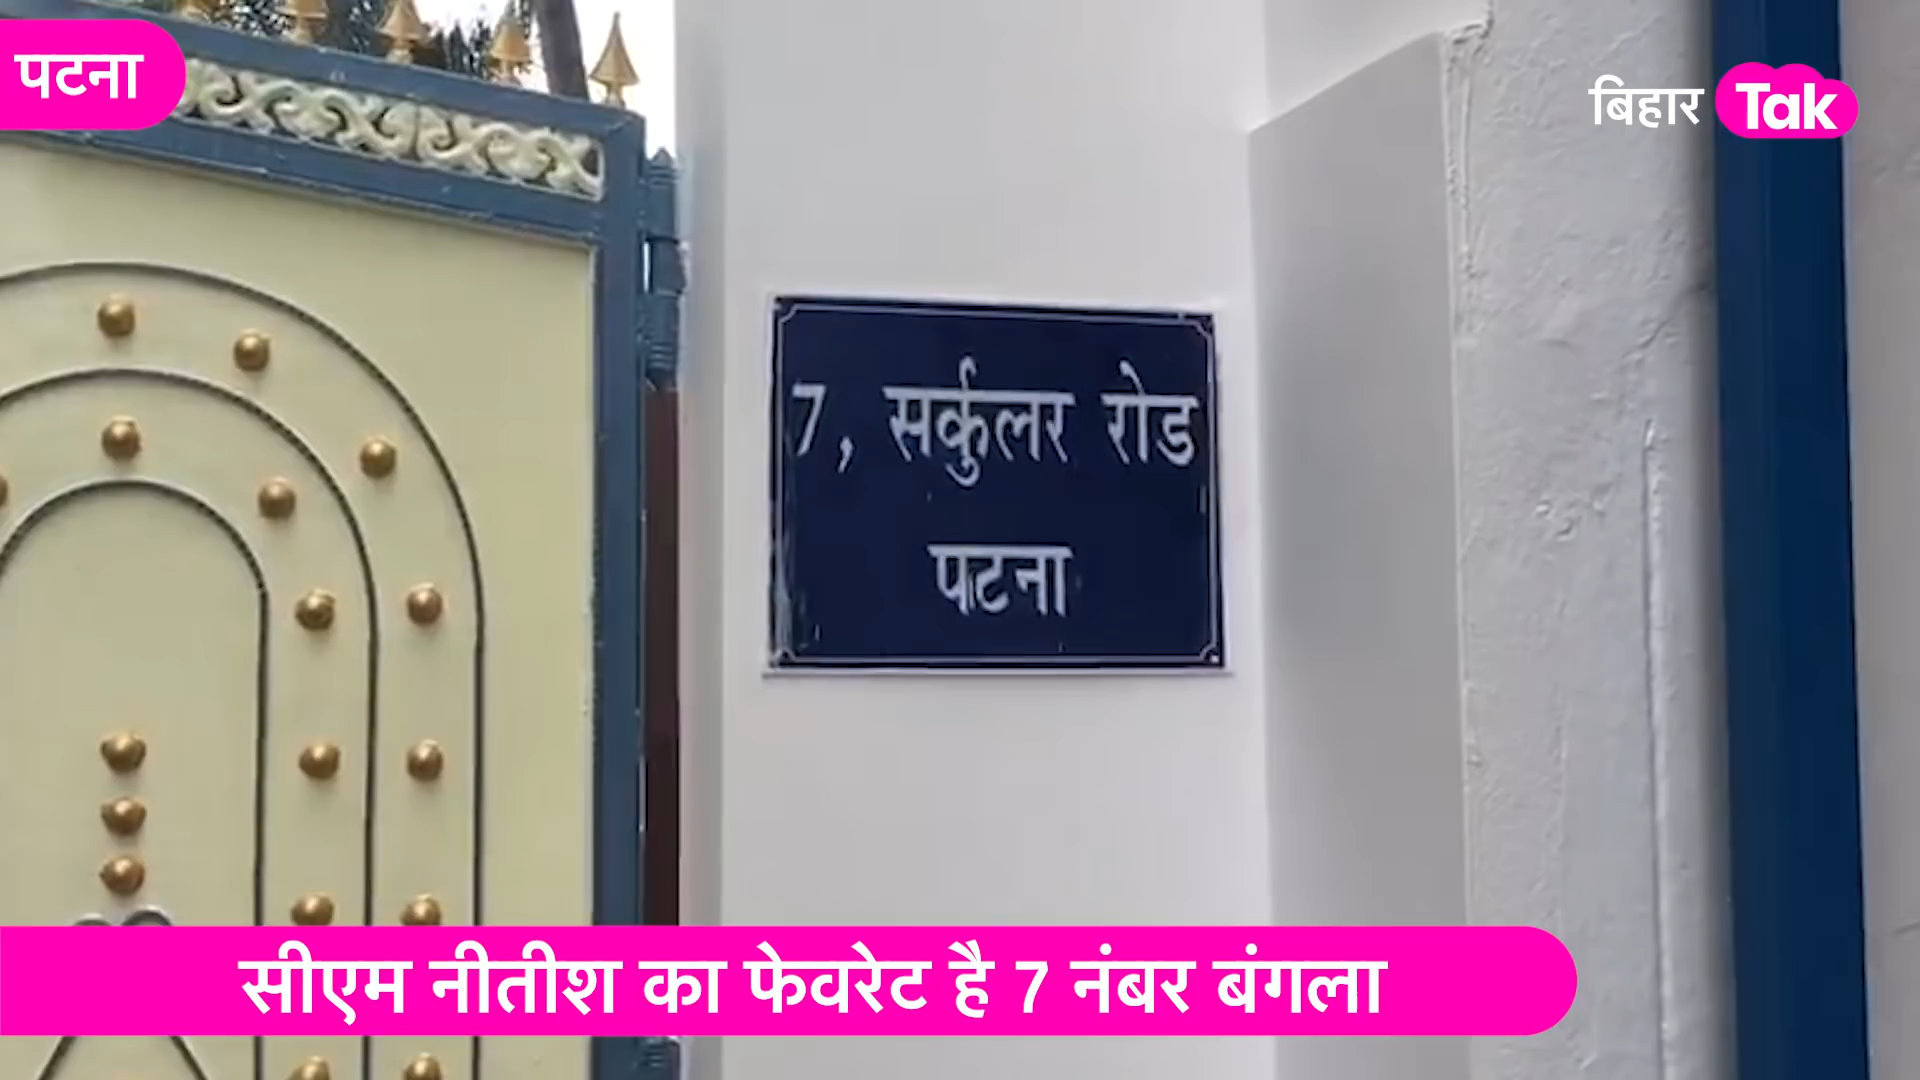 पटना
बिहार Tak
7, सर्कुलर रोड
पटना
सीएम नीतीश का फेवरेट है 7 नंबर बंगला